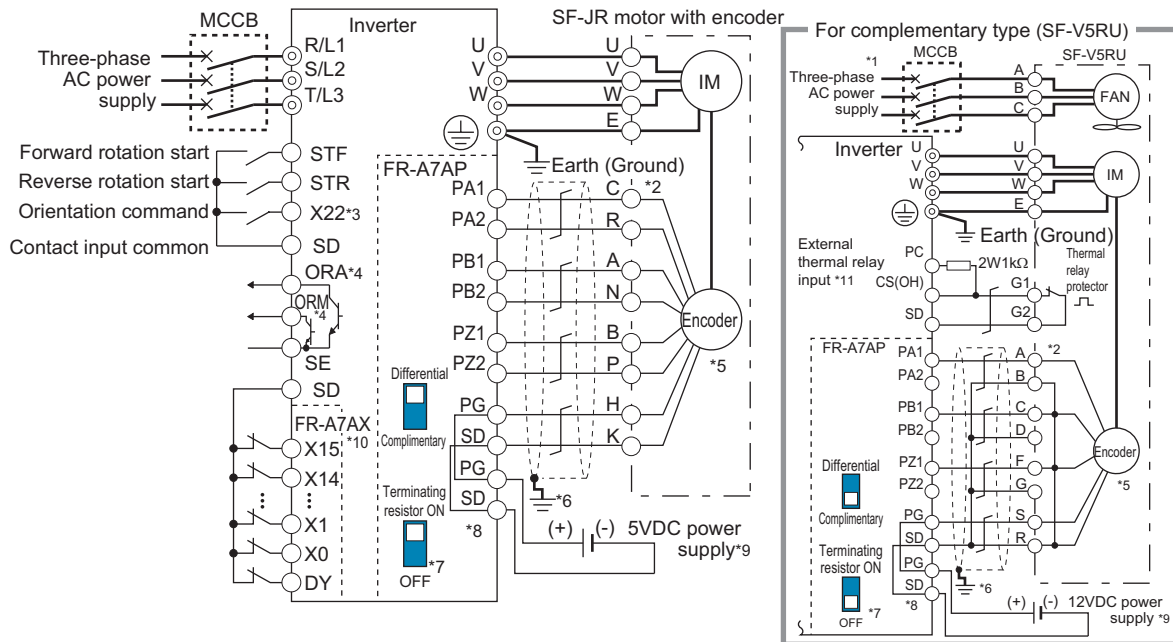 MCCB
Inverter
SF-JR motor with encoder
Three-phase
AC power
supply
R/L1
S/L2
T/L3
U
V
W
U
V
W
E
IM
Earth (Ground)
Forward rotation start
Reverse rotation start
Orientation command
Contact input common
STF
STR
X22*3
SD
ORA*4
ORM
*4
SE
SD
FR-A7AX
*10
X15
X14
X1
X0
DY
FR-A7AP
PA1
PA2
PB1
PB2
PZ1
PZ2
PG
SD
PG
SD
C
*2
R
A
N
B
P
H
K
Encoder
*5
Differential
Complimentary
Terminating
resistor ON
*7
OFF
*6
*8
(+)
(-)
5VDC power
supply*9
For complementary type (SF-V5RU)
MCCB
SF-V5RU
*1
Three-phase
AC power
supply
A
B
C
FAN
Inverter
U
V
W
U
V
W
E
IM
Earth (Ground)
External
thermal relay
input *11
PC
CS(OH)
SD
2W1kΩ
G1
G2
Thermal
relay
protector
FR-A7AP
PA1
PA2
PB1
PB2
PZ1
PZ2
PG
SD
PG
SD
A
*2
B
C
D
F
G
S
R
Encoder
*5
Differential
Complimentary
Terminating
resistor ON
*7
OFF
*6
*8
(+)
(-)
12VDC power
supply *9